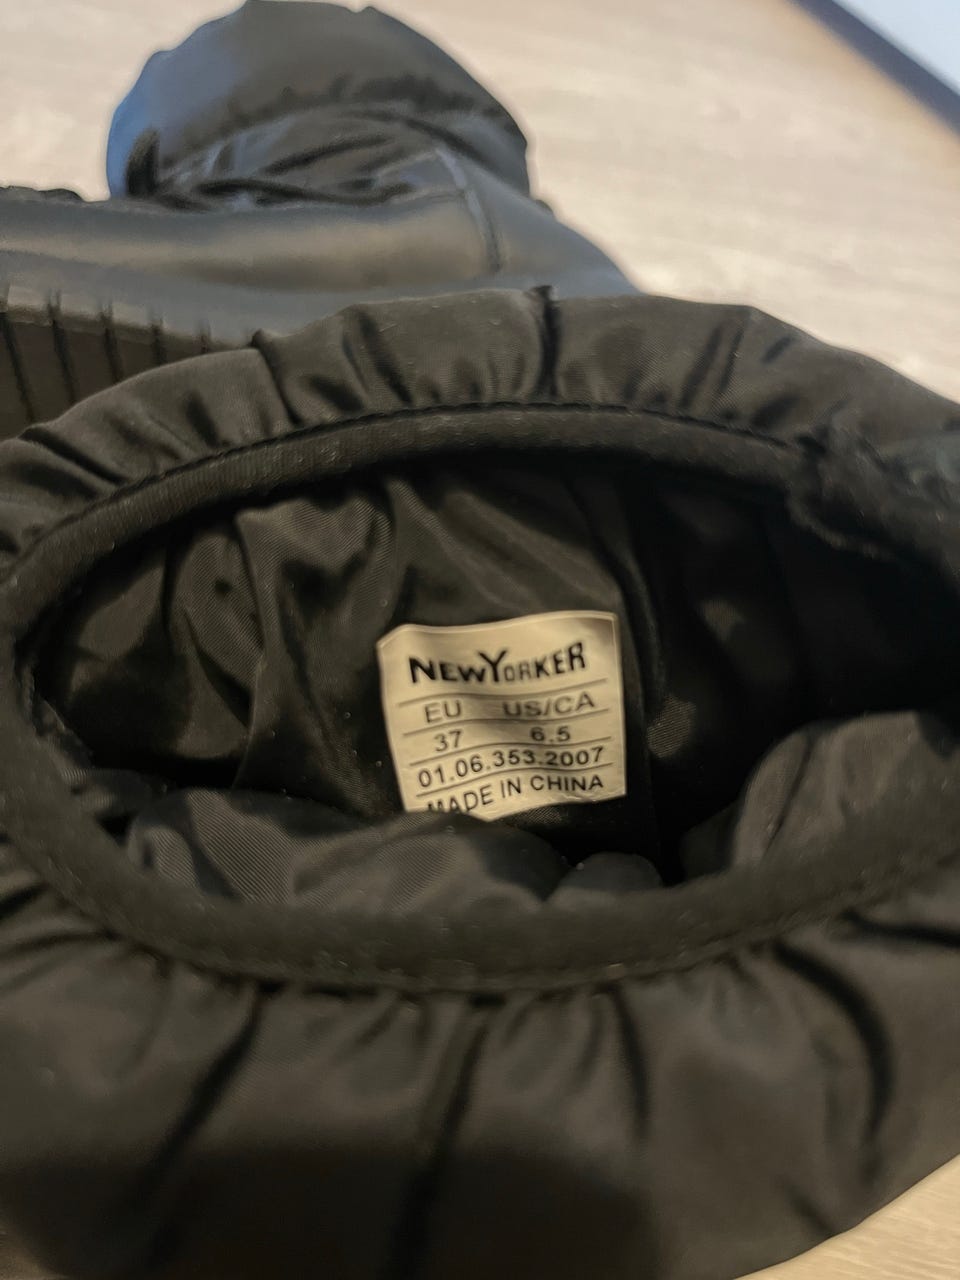 NEWYORKER
EU US/CA
37 6.5
01.06.353.2007
MADE IN CHINA